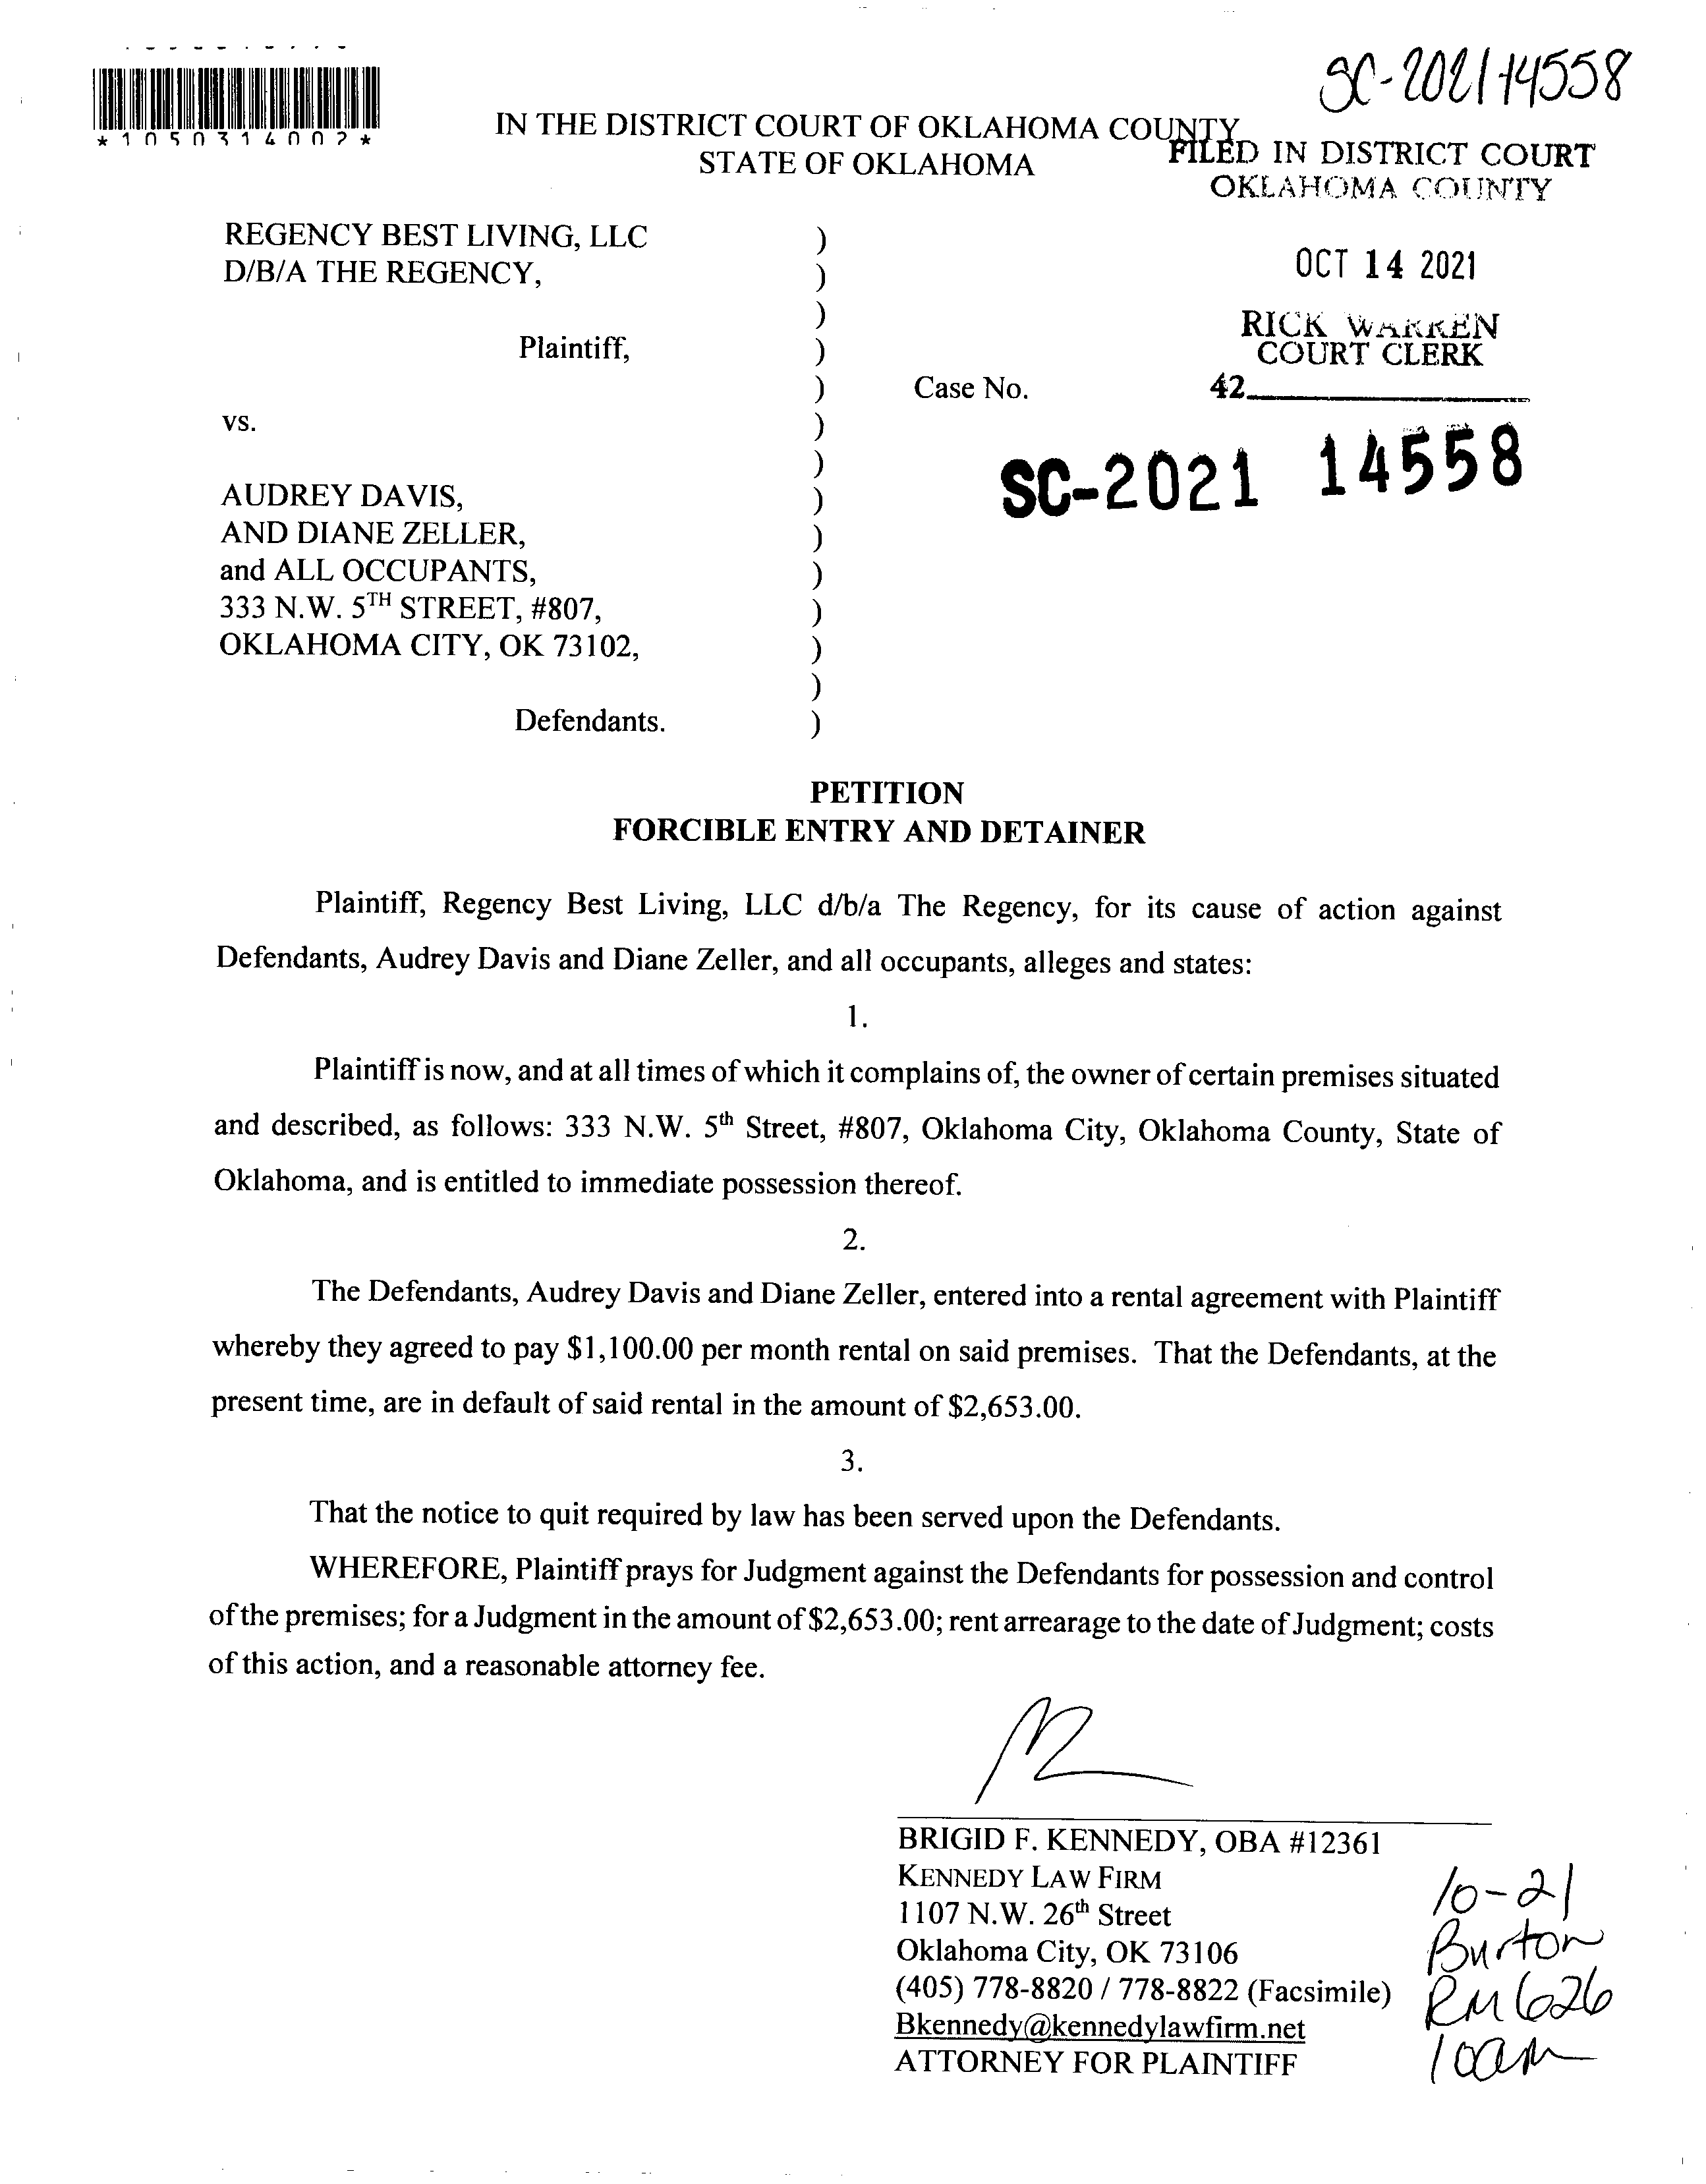 SC-2021-14558
*1050314002*
IN THE DISTRICT COURT OF OKLAHOMA COUNTY
STATE OF OKLAHOMA
FILED IN DISTRICT COURT
OKLAHOMA COUNTY
REGENCY BEST LIVING, LLC )
D/B/A THE REGENCY, )
OCT 14 2021
)
Plaintiff, )
RICK WARREN
COURT CLERK
) Case No. 42
vs. )
)
SC-2021 14558
AUDREY DAVIS, )
AND DIANE ZELLER, )
and ALL OCCUPANTS, )
333 N.W. 5TH STREET, #807, )
OKLAHOMA CITY, OK 73102, )
)
Defendants. )
PETITION
FORCIBLE ENTRY AND DETAINER
Plaintiff, Regency Best Living, LLC d/b/a The Regency, for its cause of action against
Defendants, Audrey Davis and Diane Zeller, and all occupants, alleges and states:
1.
Plaintiff is now, and at all times of which it complains of, the owner of certain premises situated
and described, as follows: 333 N.W. 5th Street, #807, Oklahoma City, Oklahoma County, State of
Oklahoma, and is entitled to immediate possession thereof.
2.
The Defendants, Audrey Davis and Diane Zeller, entered into a rental agreement with Plaintiff
whereby they agreed to pay $1,100.00 per month rental on said premises. That the Defendants, at the
present time, are in default of said rental in the amount of $2,653.00.
3.
That the notice to quit required by law has been served upon the Defendants.
WHEREFORE, Plaintiff prays for Judgment against the Defendants for possession and control
of the premises; for a Judgment in the amount of $2,653.00; rent arrearage to the date of Judgment; costs
of this action, and a reasonable attorney fee.
BRIGID F. KENNEDY, OBA #12361
KENNEDY LAW FIRM
1107 N.W. 26th Street
Oklahoma City, OK 73106
(405) 778-8820 / 778-8822 (Facsimile)
Bkennedy@kennedylawfirm.net
ATTORNEY FOR PLAINTIFF
10-21
Burton
RM 626
10am